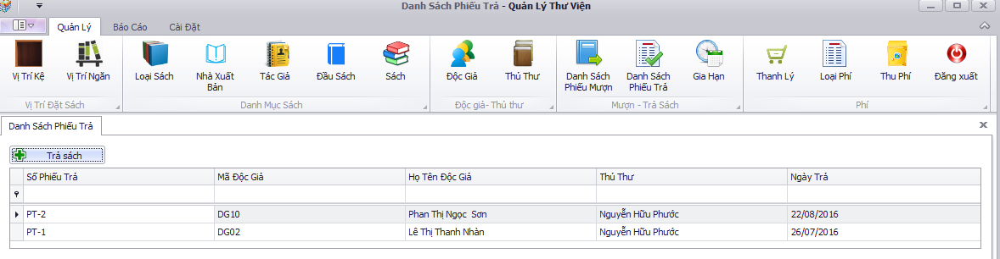 Danh Sách Phiếu Trả - Quản Lý Thư Viện
Quản Lý Báo Cáo Cài Đặt
Vị Trí Kệ Vị Trí Ngăn Loại Sách Nhà Xuất Bản Tác Giả Đầu Sách Sách Độc Giả Thủ Thư Danh Sách Phiếu Mượn Danh Sách Phiếu Trả Gia Hạn Thanh Lý Loại Phí Thu Phí Đăng xuất
Vị Trí Đặt Sách Danh Mục Sách Độc giả- Thủ thư Mượn - Trả Sách Phí
Danh Sách Phiếu Trả
Trả sách
Số Phiếu Trả Mã Độc Giả Họ Tên Độc Giả Thủ Thư Ngày Trả
PT-2 DG10 Phan Thị Ngọc  Sơn Nguyễn Hữu Phước 22/08/2016
PT-1 DG02 Lê Thị Thanh Nhàn Nguyễn Hữu Phước 26/07/2016